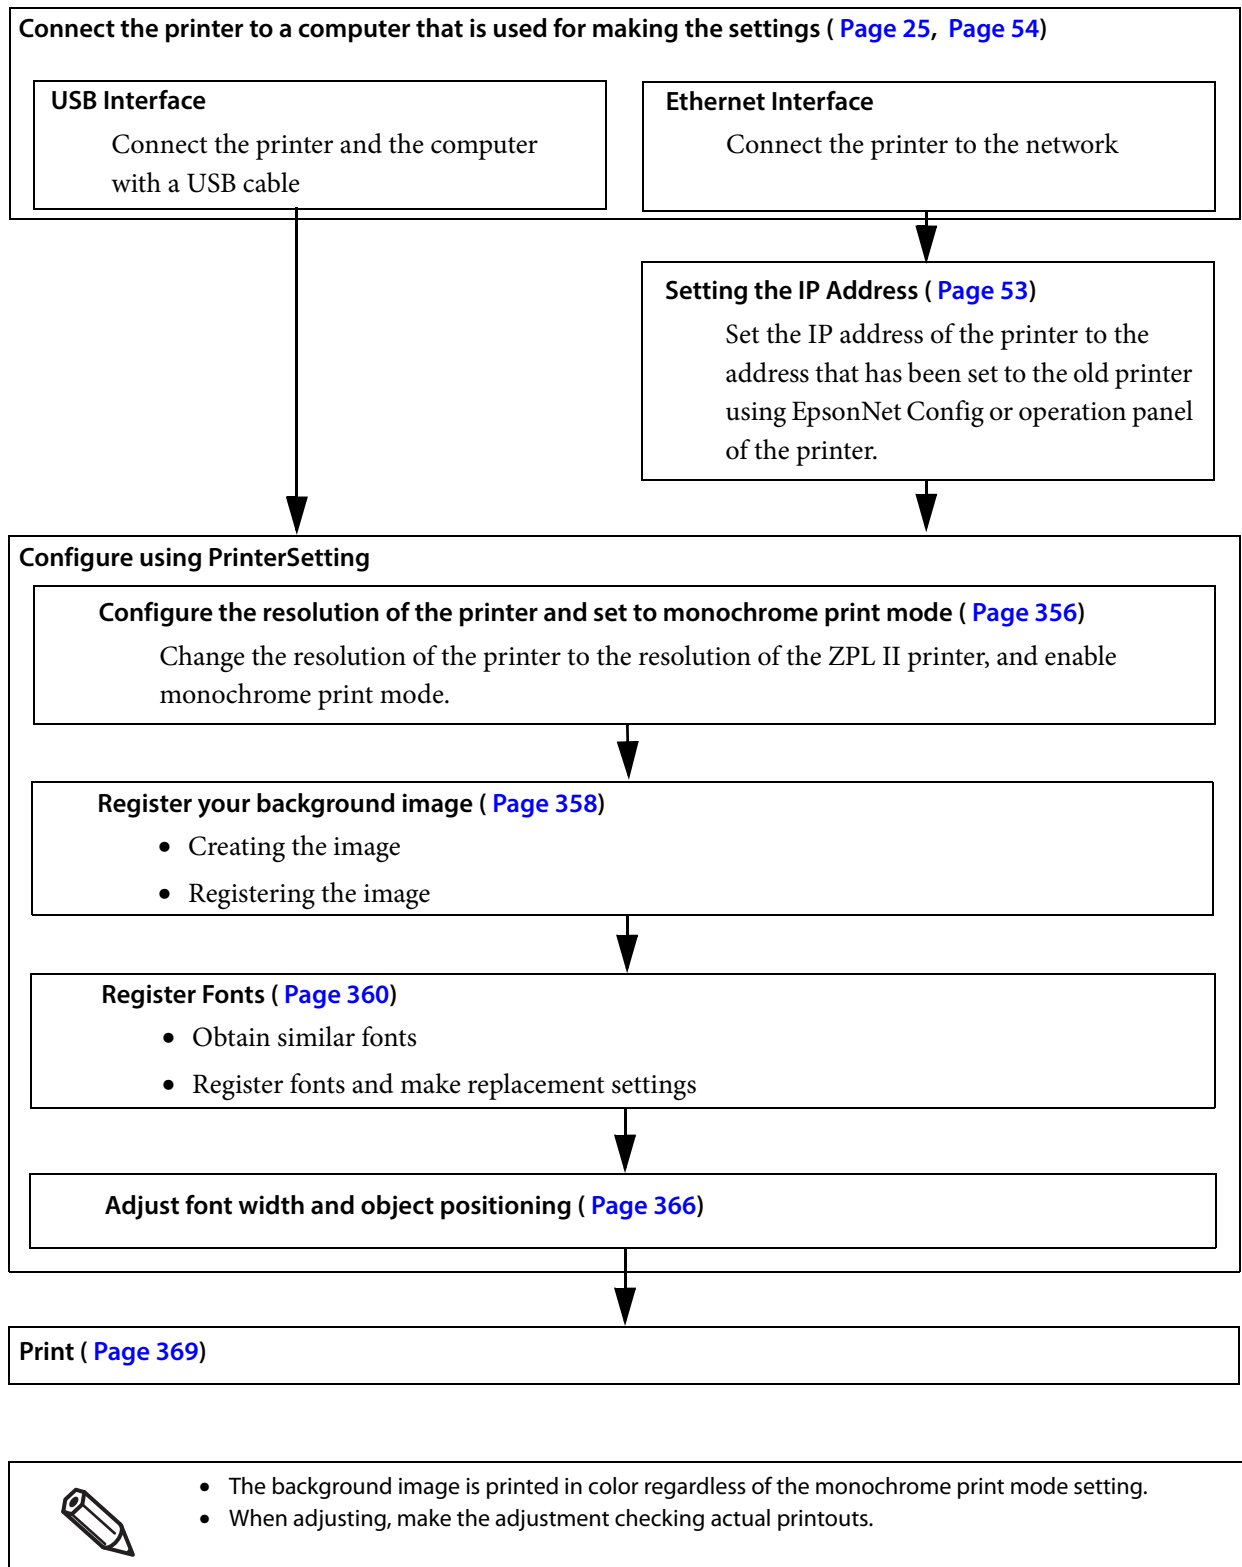 Connect the printer to a computer that is used for making the settings ( Page 25, Page 54)
USB Interface
Connect the printer and the computer
with a USB cable
Ethernet Interface
Connect the printer to the network
Setting the IP Address ( Page 53)
Set the IP address of the printer to the
address that has been set to the old printer
using EpsonNet Config or operation panel
of the printer.
Configure using PrinterSetting
Configure the resolution of the printer and set to monochrome print mode ( Page 356)
Change the resolution of the printer to the resolution of the ZPL II printer, and enable
monochrome print mode.
Register your background image ( Page 358)
• Creating the image
• Registering the image
Register Fonts ( Page 360)
• Obtain similar fonts
• Register fonts and make replacement settings
Adjust font width and object positioning ( Page 366)
Print ( Page 369)
• The background image is printed in color regardless of the monochrome print mode setting.
• When adjusting, make the adjustment checking actual printouts.